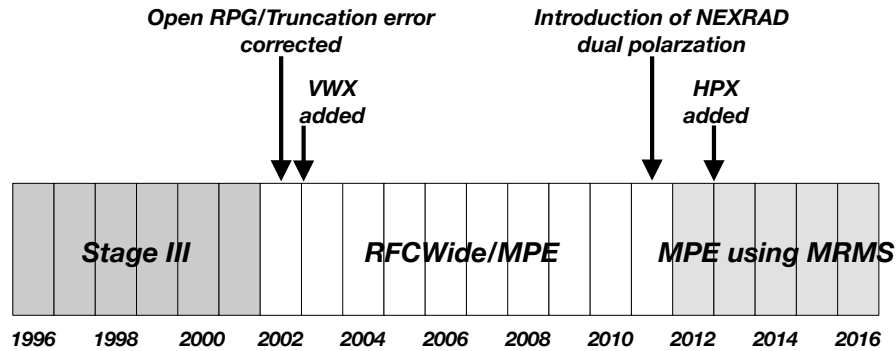 Open RPG/Truncation error
corrected
Introduction of NEXRAD
dual polarzation
VWX
added
HPX
added
Stage III
RFCWide/MPE
MPE using MRMS
1996 1998 2000 2002 2004 2006 2008 2010 2012 2014 2016